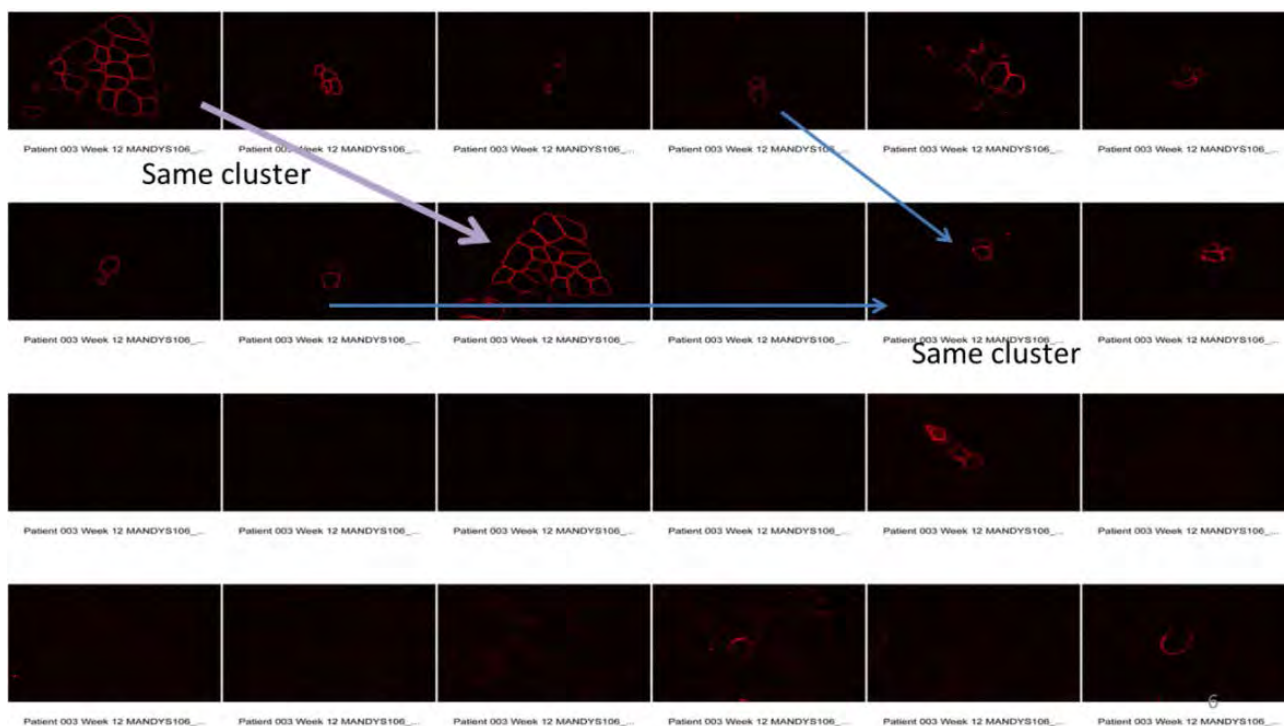 Patient 003 Week 12 MANDYS106_... Patient 003 Week 12 MANDYS106_... Patient 003 Week 12 MANDYS106_... Patient 003 Week 12 MANDYS106_... Patient 003 Week 12 MANDYS106_... Patient 003 Week 12 MANDYS106_...
Same cluster
Patient 003 Week 12 MANDYS106_... Patient 003 Week 12 MANDYS106_... Patient 003 Week 12 MANDYS106_... Patient 003 Week 12 MANDYS106_... Patient 003 Week 12 MANDYS106_... Patient 003 Week 12 MANDYS106_...
Same cluster
Patient 003 Week 12 MANDYS106_... Patient 003 Week 12 MANDYS106_... Patient 003 Week 12 MANDYS106_... Patient 003 Week 12 MANDYS106_... Patient 003 Week 12 MANDYS106_... Patient 003 Week 12 MANDYS106_...
6
Patient 003 Week 12 MANDYS106_... Patient 003 Week 12 MANDYS106_... Patient 003 Week 12 MANDYS106_... Patient 003 Week 12 MANDYS106_... Patient 003 Week 12 MANDYS106_... Patient 003 Week 12 MANDYS106_...